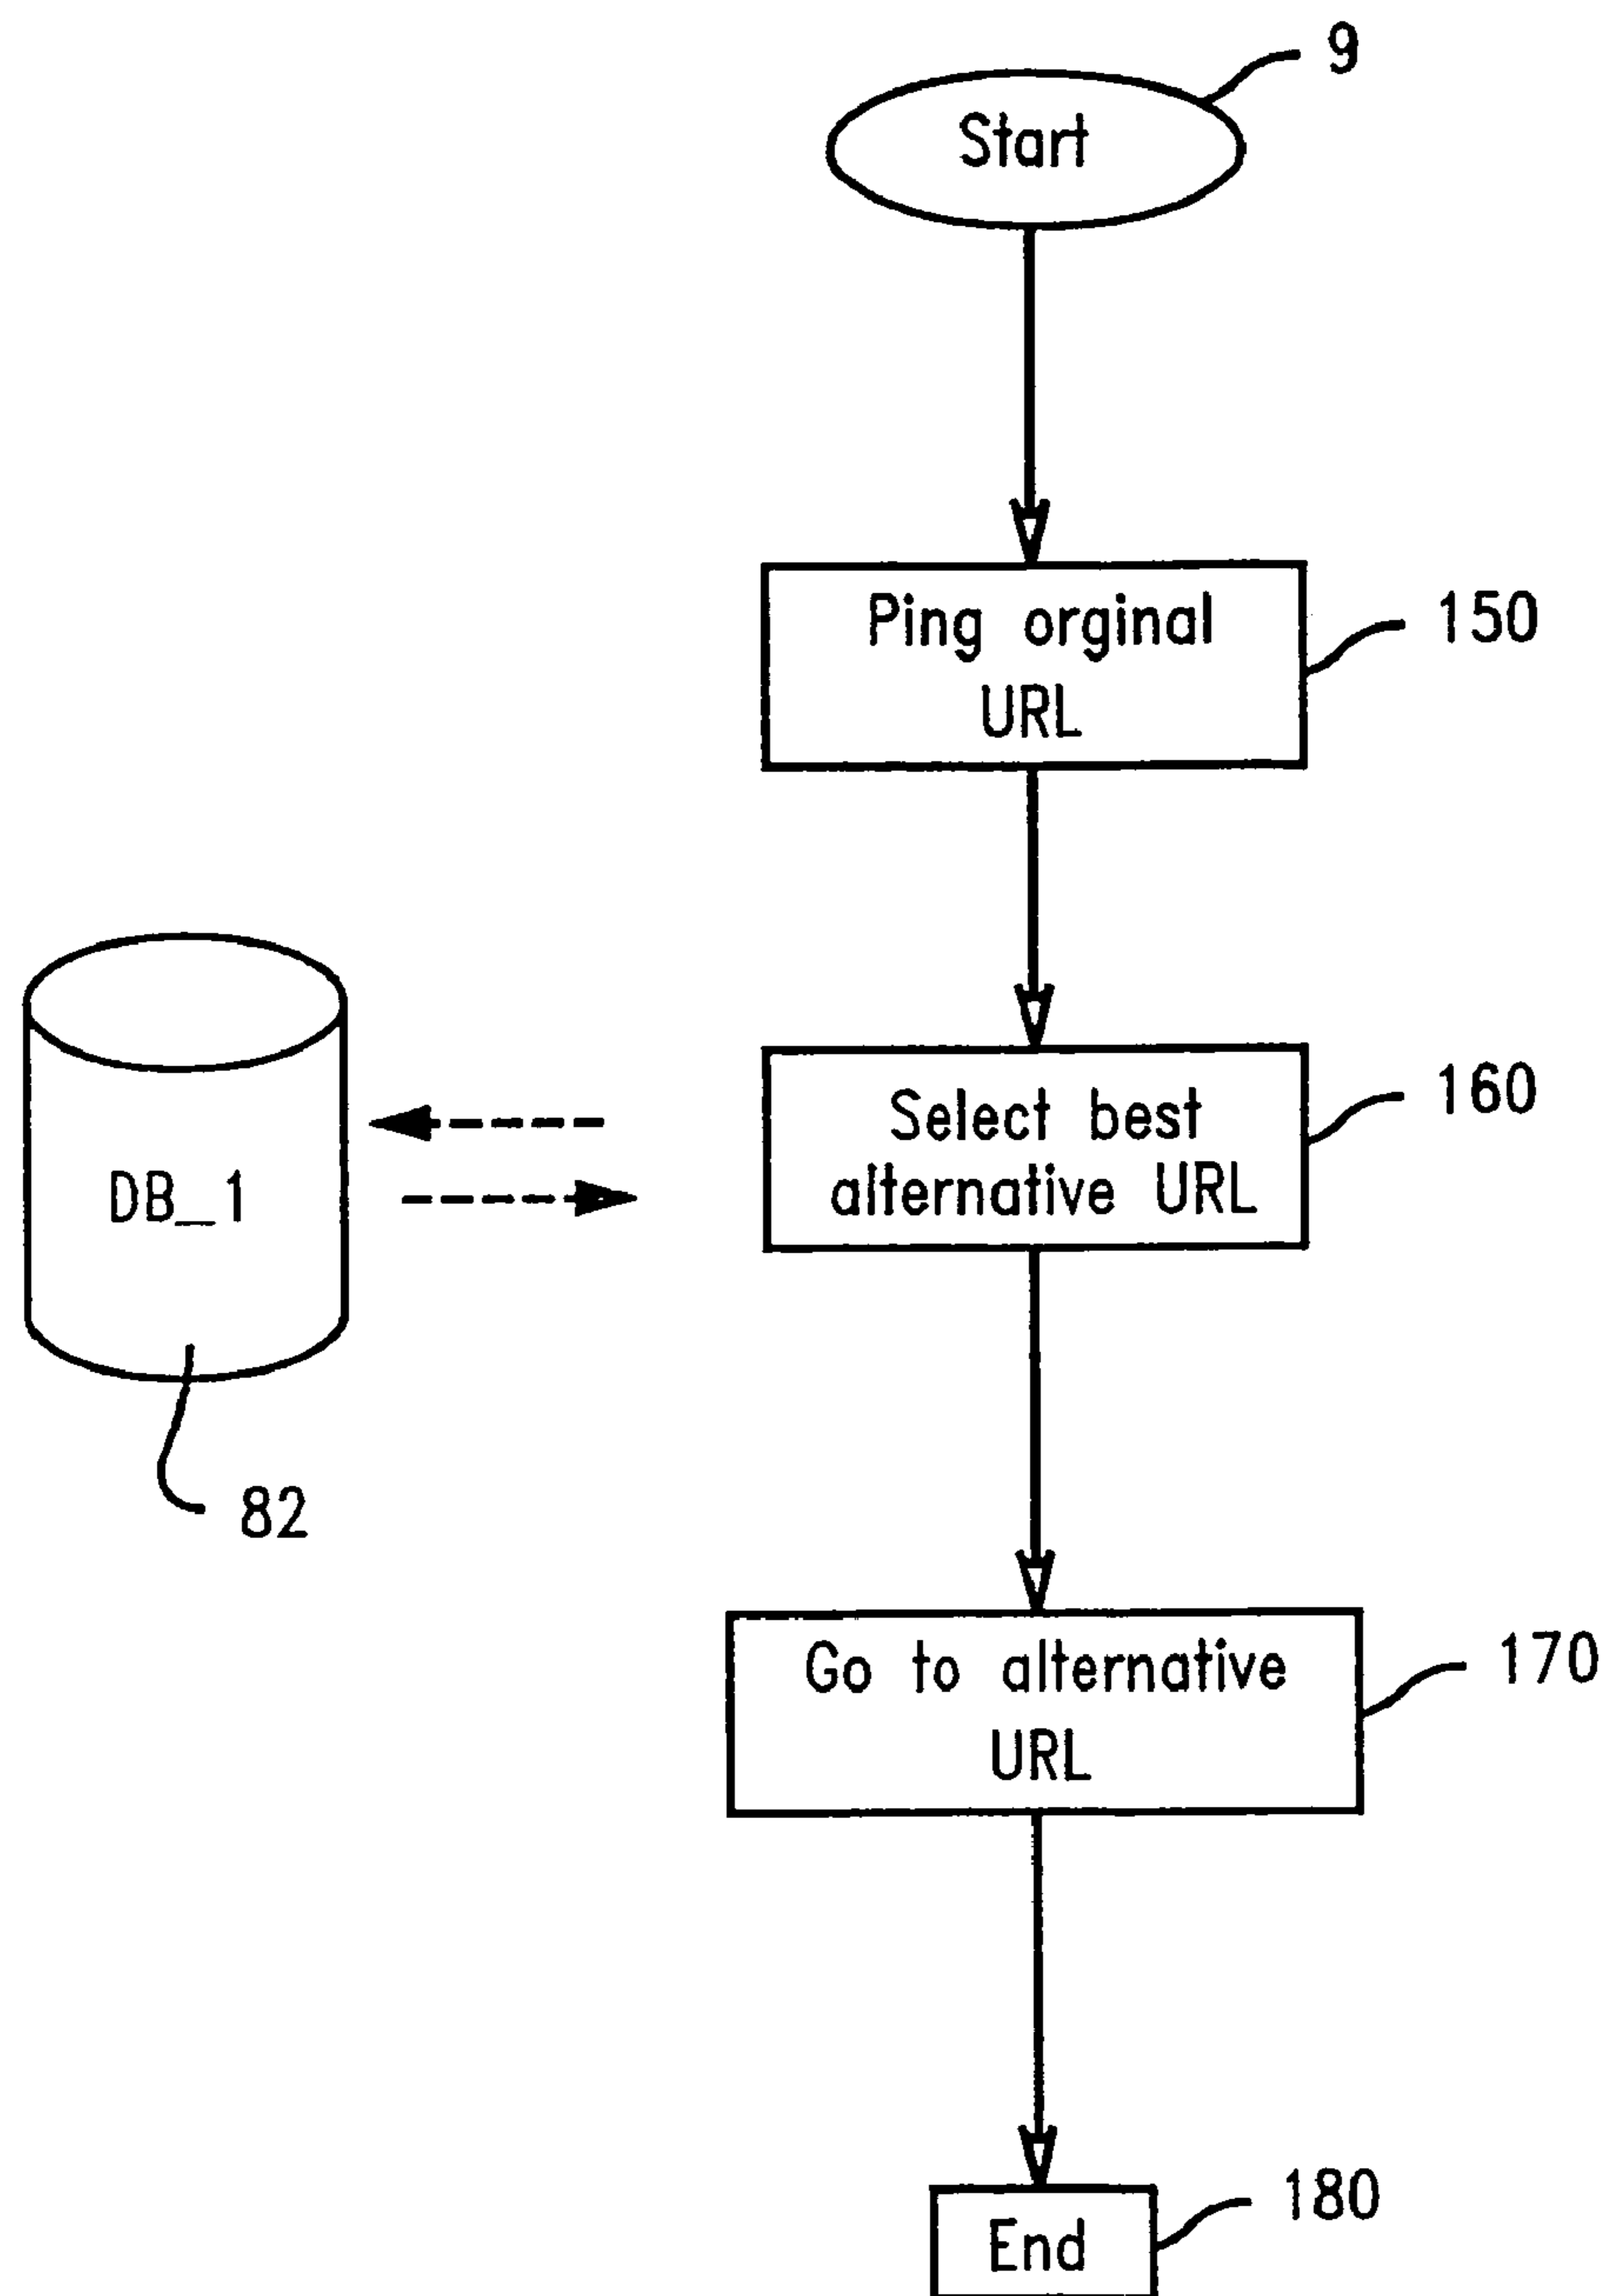 9
Start
Ping orginal
URL
150
Select best
alternative URL
160
DB_1
82
Go to alternative
URL
170
End
180